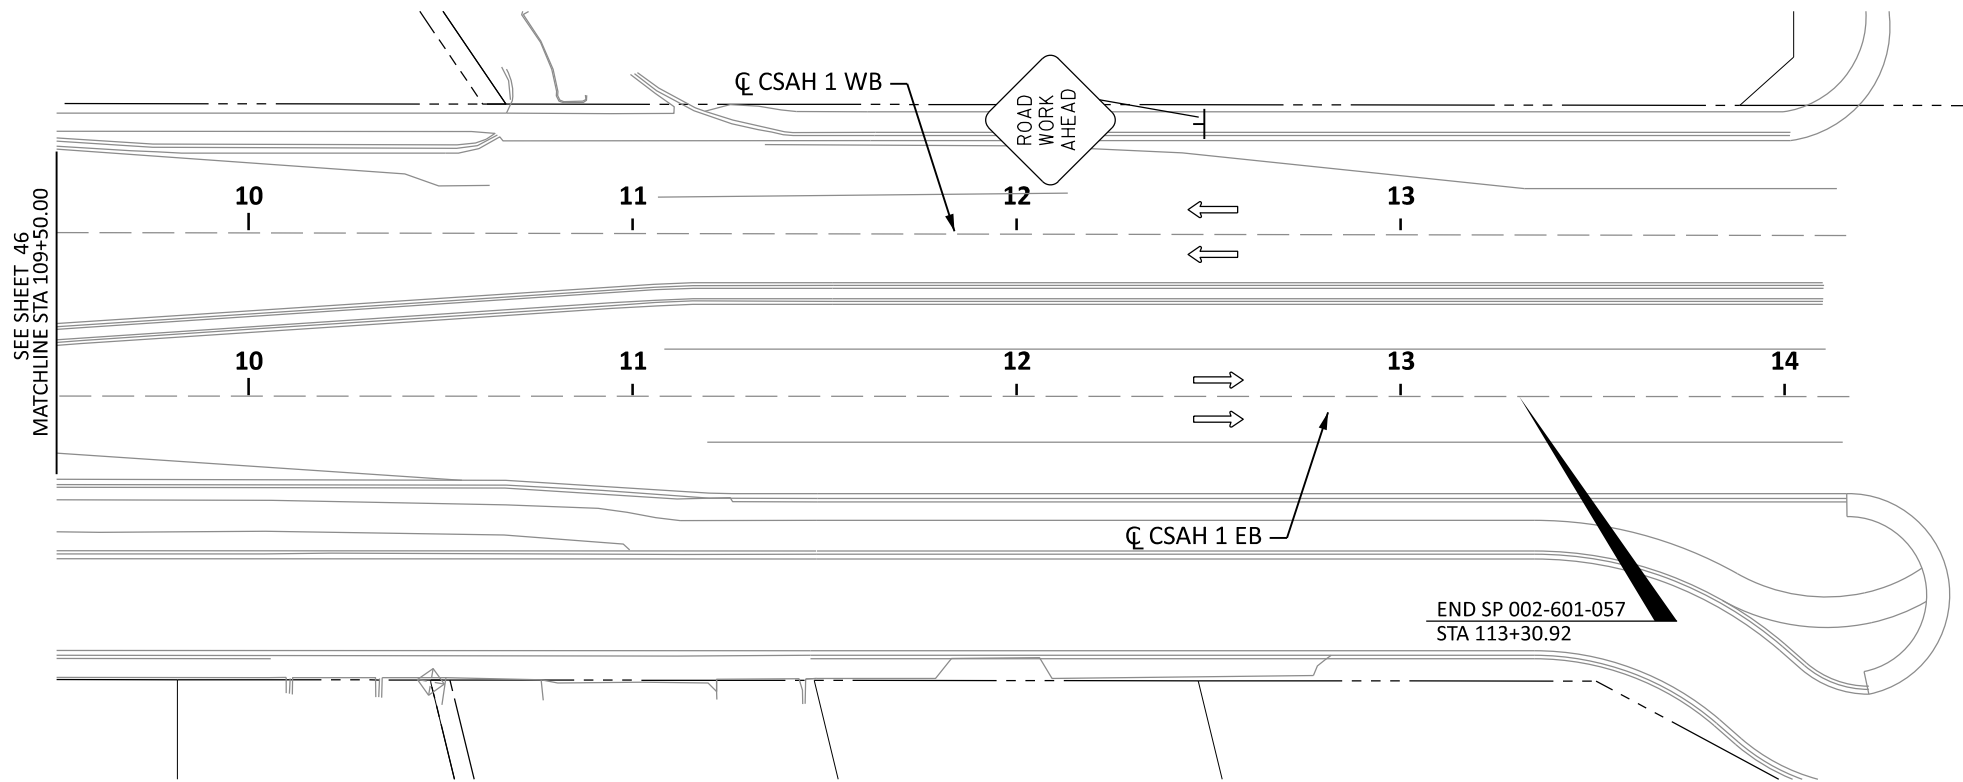 ℄ CSAH 1 WB
ROAD
WORK
AHEAD
10 11 12 13
SEE SHEET 46
MATCHLINE STA 109+50.00
10 11 12 13 14
℄ CSAH 1 EB
END SP 002-601-057
STA 113+30.92